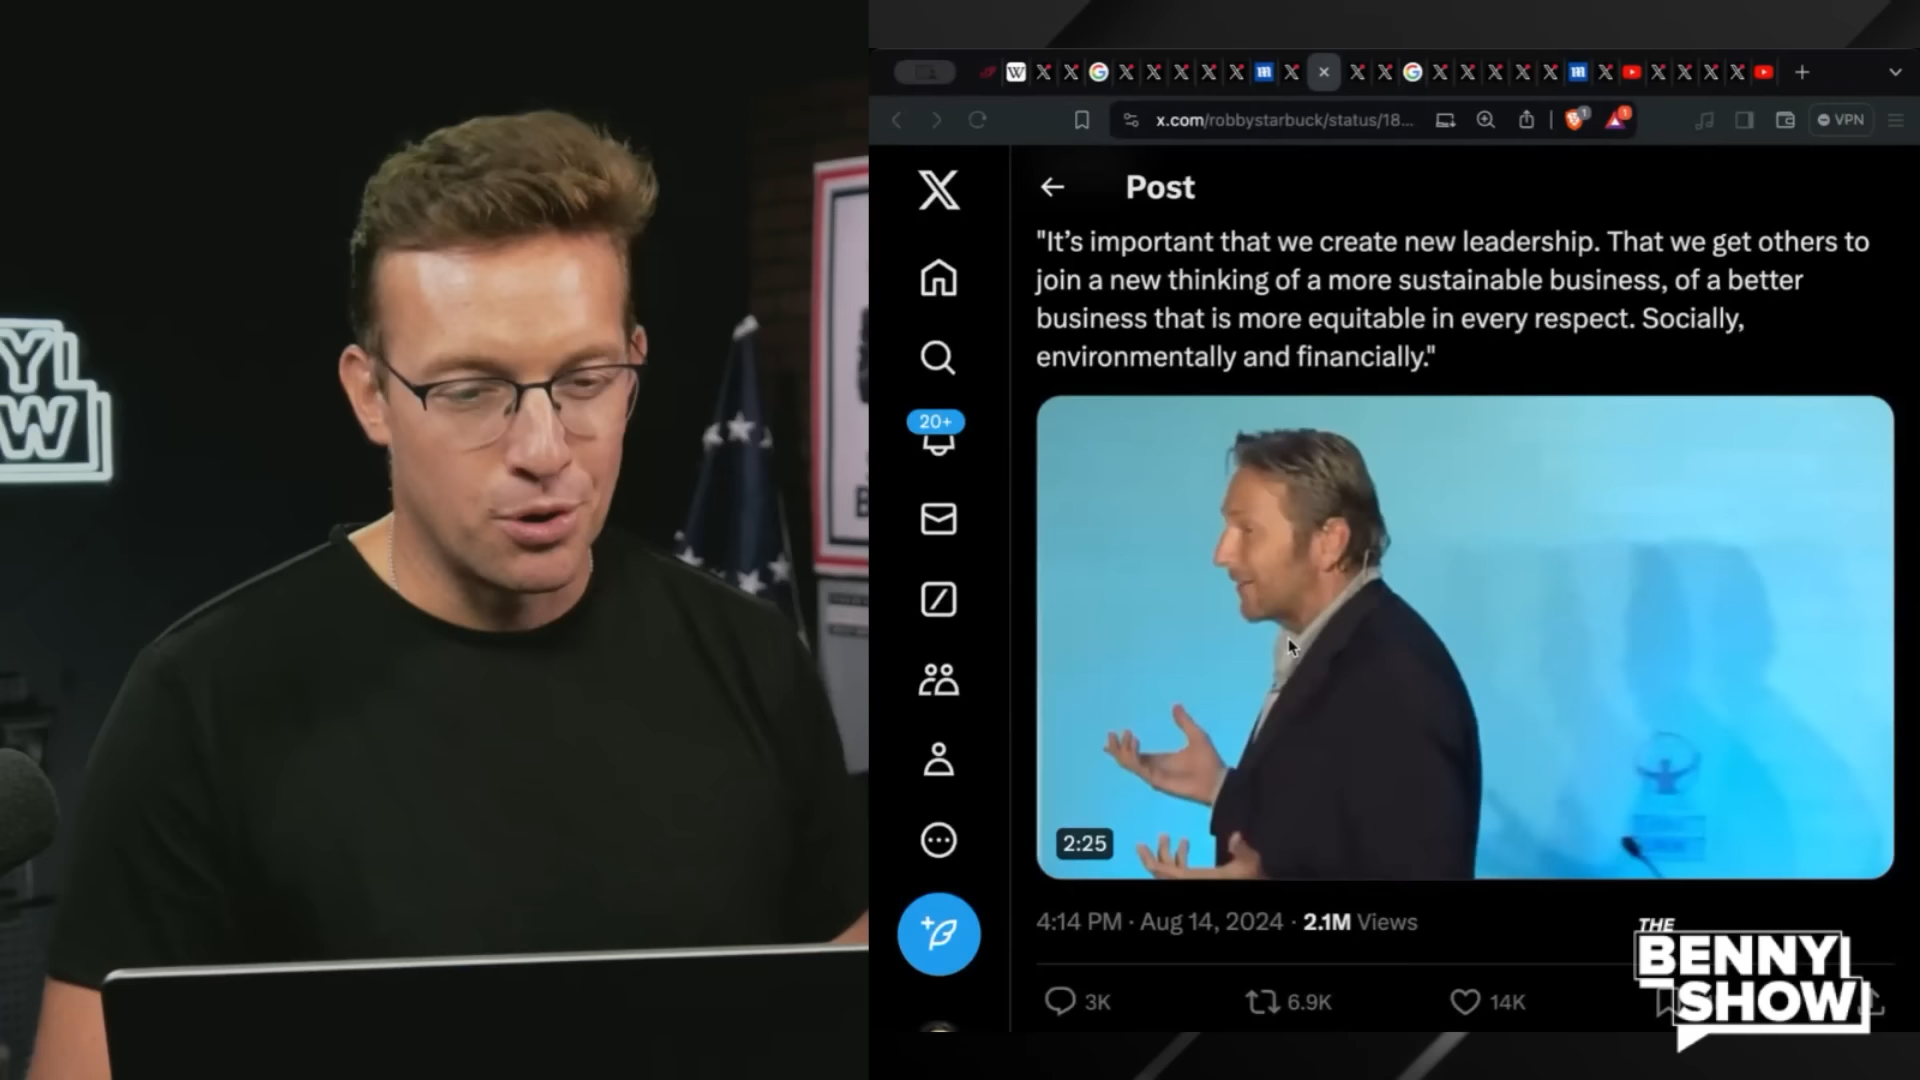 Y
W
B
x.com/robbystarbuck/status/18...
1
1
VPN
Post
"It's important that we create new leadership. That we get others to
join a new thinking of a more sustainable business, of a better
business that is more equitable in every respect. Socially,
environmentally and financially."
20+
2:25
4:14 PM · Aug 14, 2024 · 2.1M Views
3K
6.9K
14K
THE
BENNY
SHOW